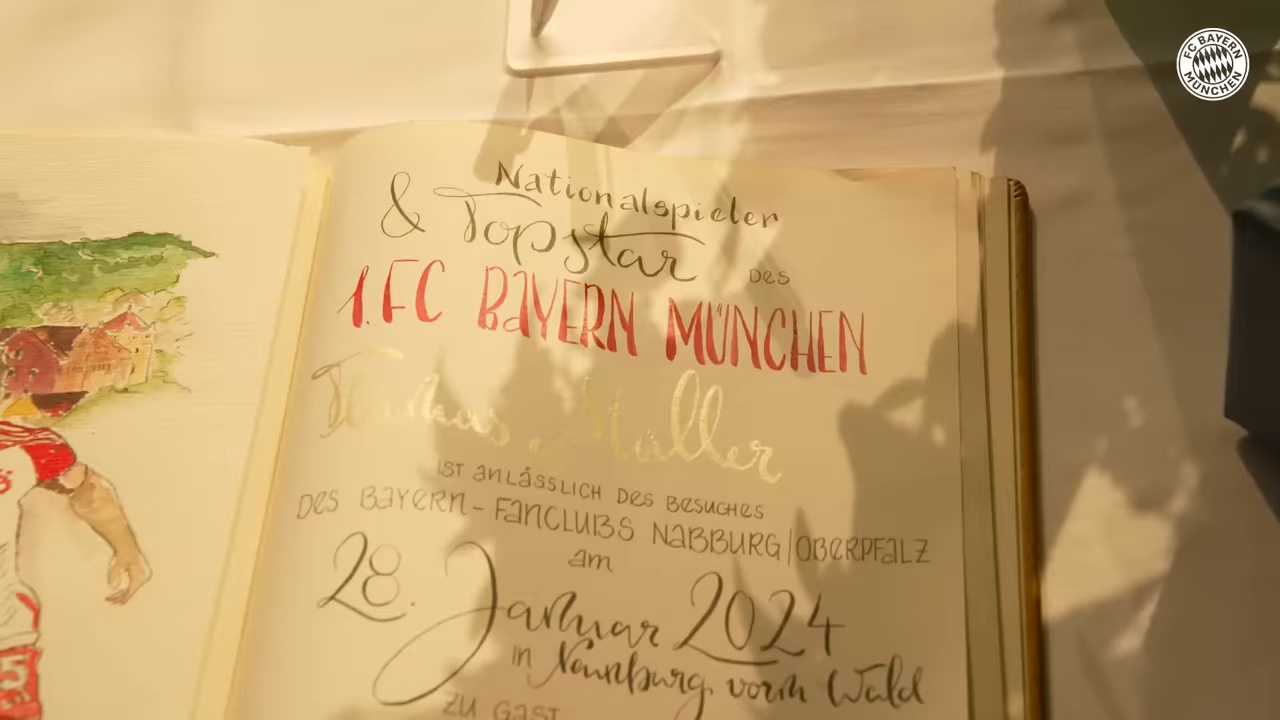 Nationalspieler
& Topstar des
1. FC BAYERN MÜNCHEN
Thomas Müller
IST ANLÄSSLICH DES BESUCHES
DES BAYERN-FANCLUBS NABBURG/OBERPFALZ
am
28. Januar 2024
in Neunburg vorm Wald
ZU GAST
FC BAYERN
MÜNCHEN